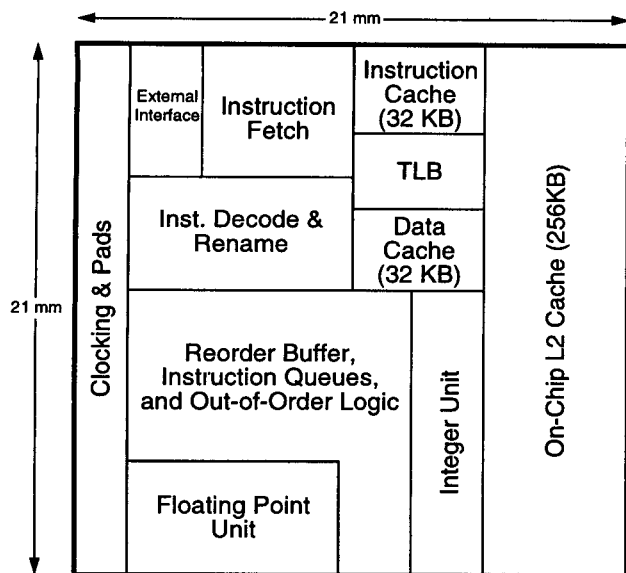 21 mm
21 mm
Clocking & Pads
External
Interface
Instruction
Fetch
Instruction
Cache
(32 KB)
TLB
Inst. Decode &
Rename
Data
Cache
(32 KB)
Reorder Buffer,
Instruction Queues,
and Out-of-Order Logic
Integer Unit
Floating Point
Unit
On-Chip L2 Cache (256KB)